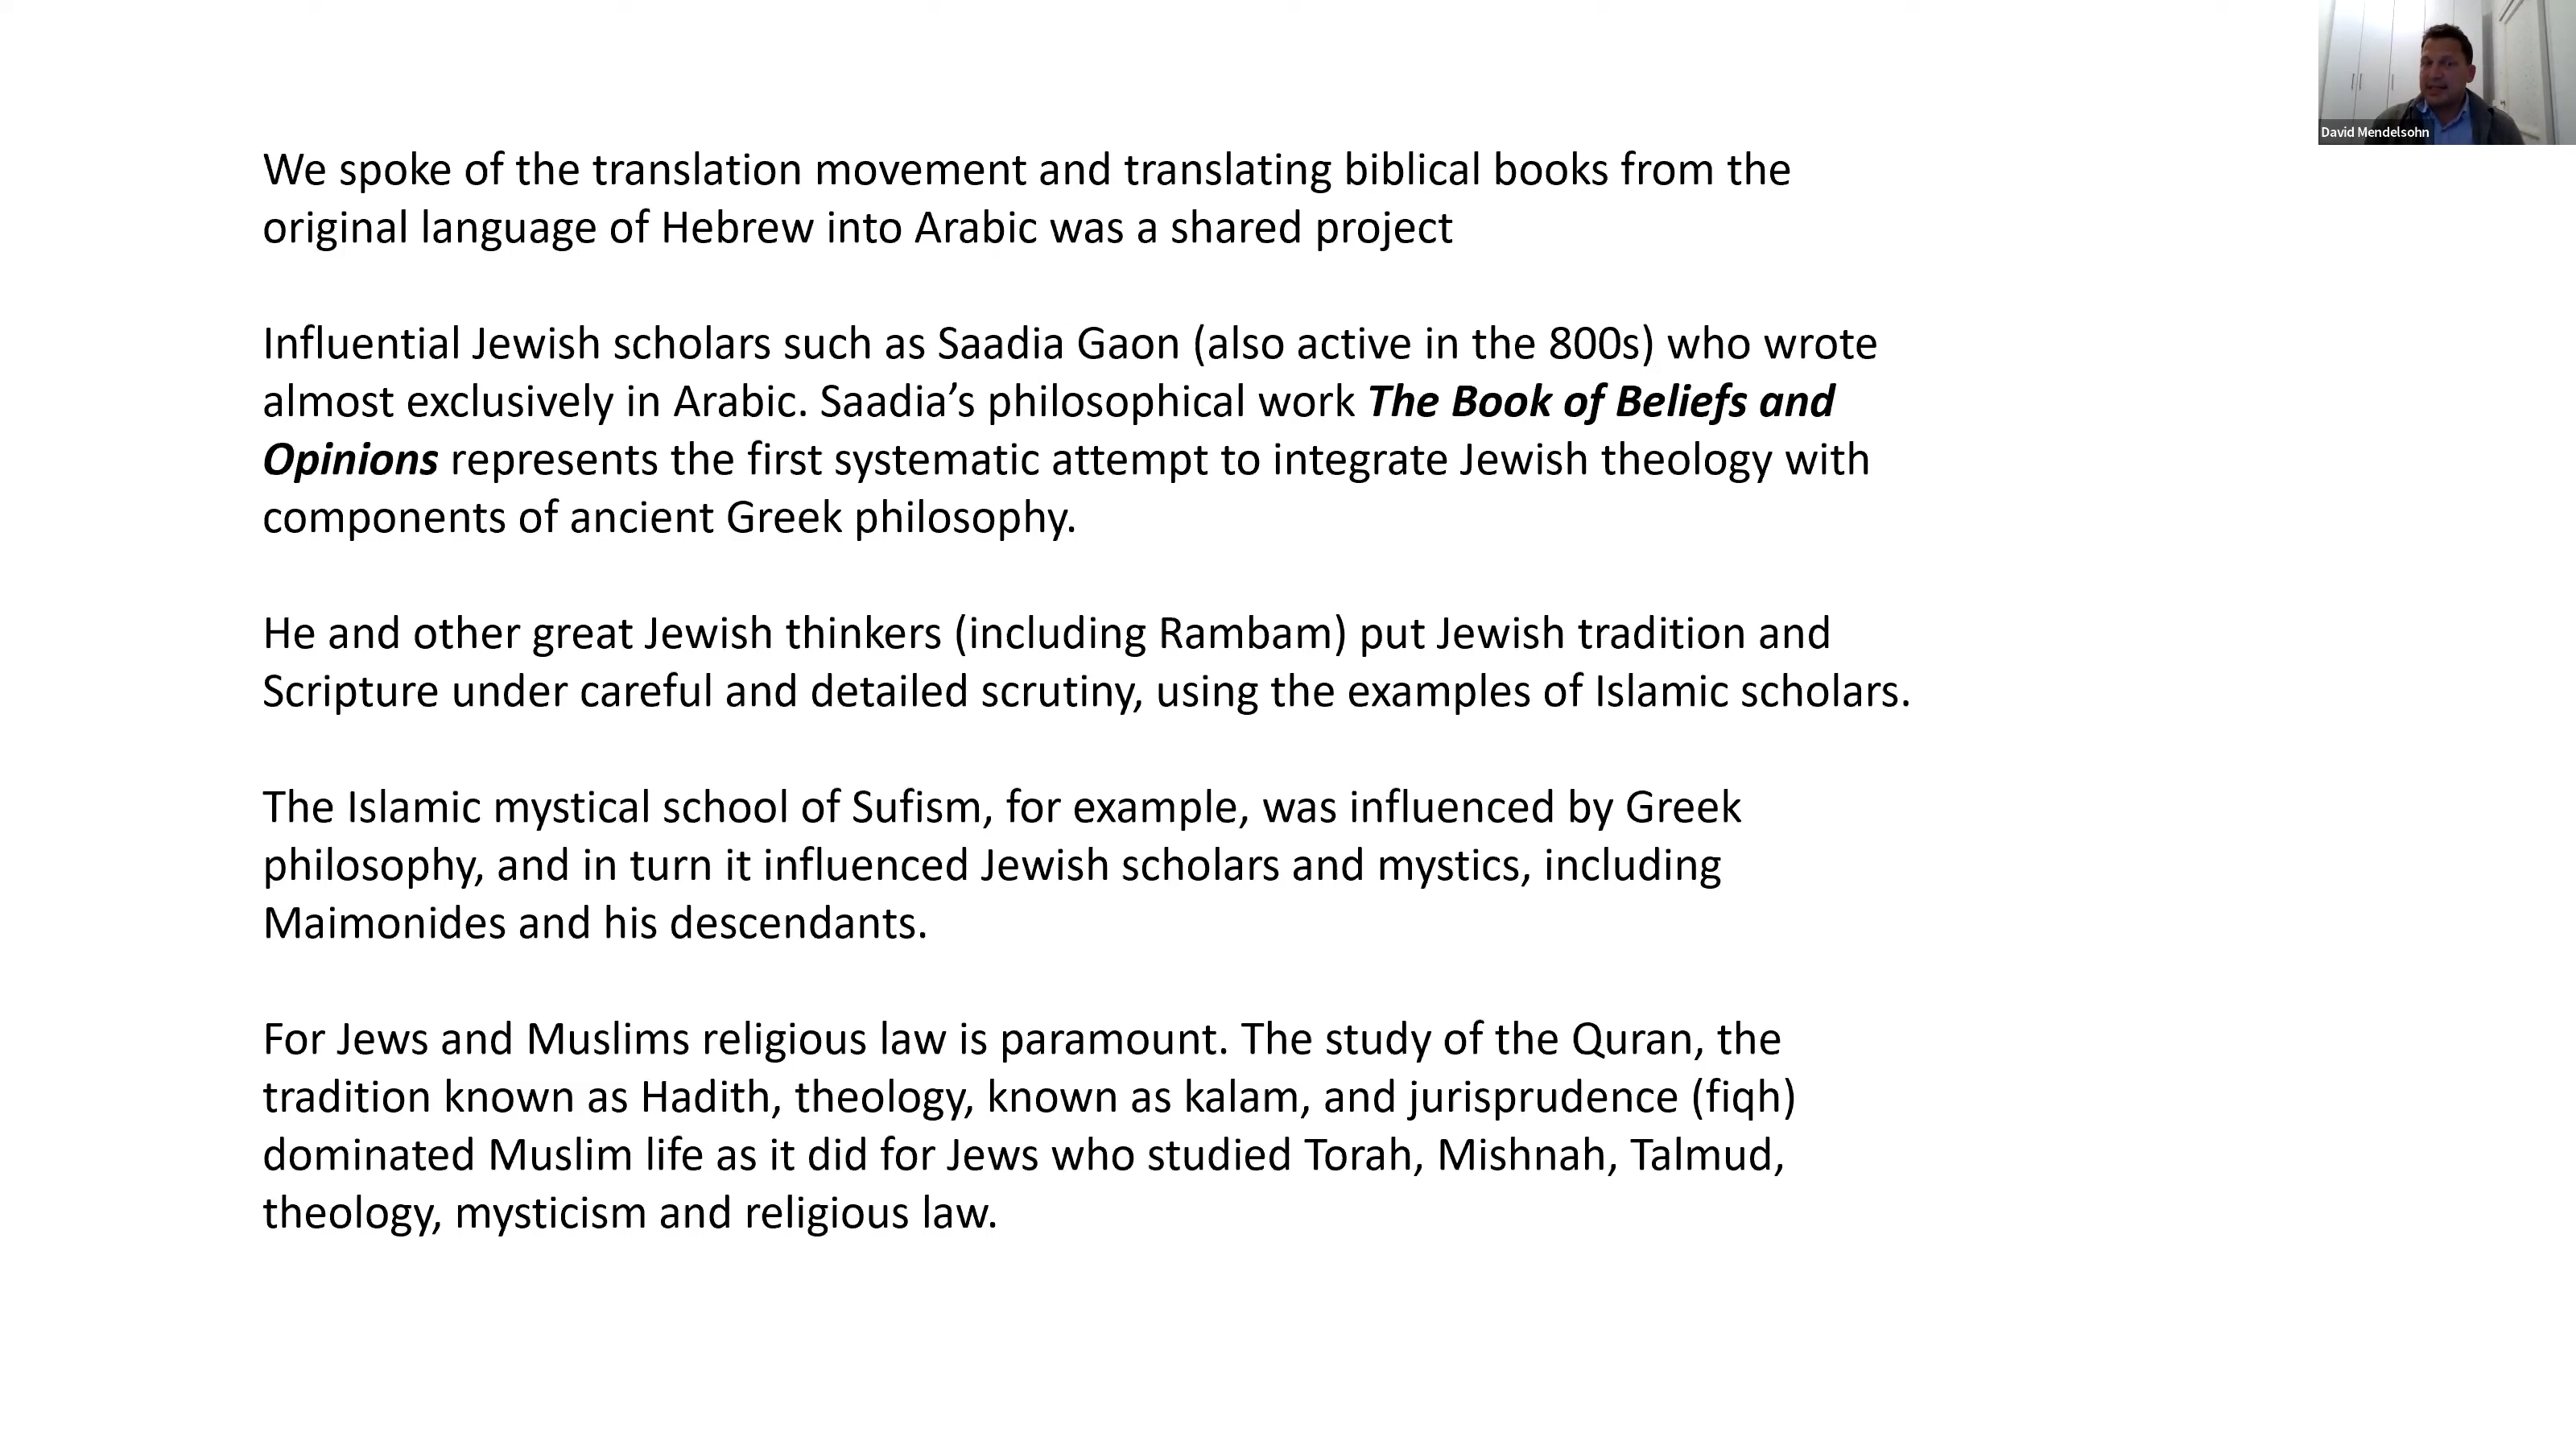 We spoke of the translation movement and translating biblical books from the
original language of Hebrew into Arabic was a shared project
Influential Jewish scholars such as Saadia Gaon (also active in the 800s) who wrote
almost exclusively in Arabic. Saadia’s philosophical work The Book of Beliefs and
Opinions represents the first systematic attempt to integrate Jewish theology with
components of ancient Greek philosophy.
He and other great Jewish thinkers (including Rambam) put Jewish tradition and
Scripture under careful and detailed scrutiny, using the examples of Islamic scholars.
The Islamic mystical school of Sufism, for example, was influenced by Greek
philosophy, and in turn it influenced Jewish scholars and mystics, including
Maimonides and his descendants.
For Jews and Muslims religious law is paramount. The study of the Quran, the
tradition known as Hadith, theology, known as kalam, and jurisprudence (fiqh)
dominated Muslim life as it did for Jews who studied Torah, Mishnah, Talmud,
theology, mysticism and religious law.
David Mendelsohn